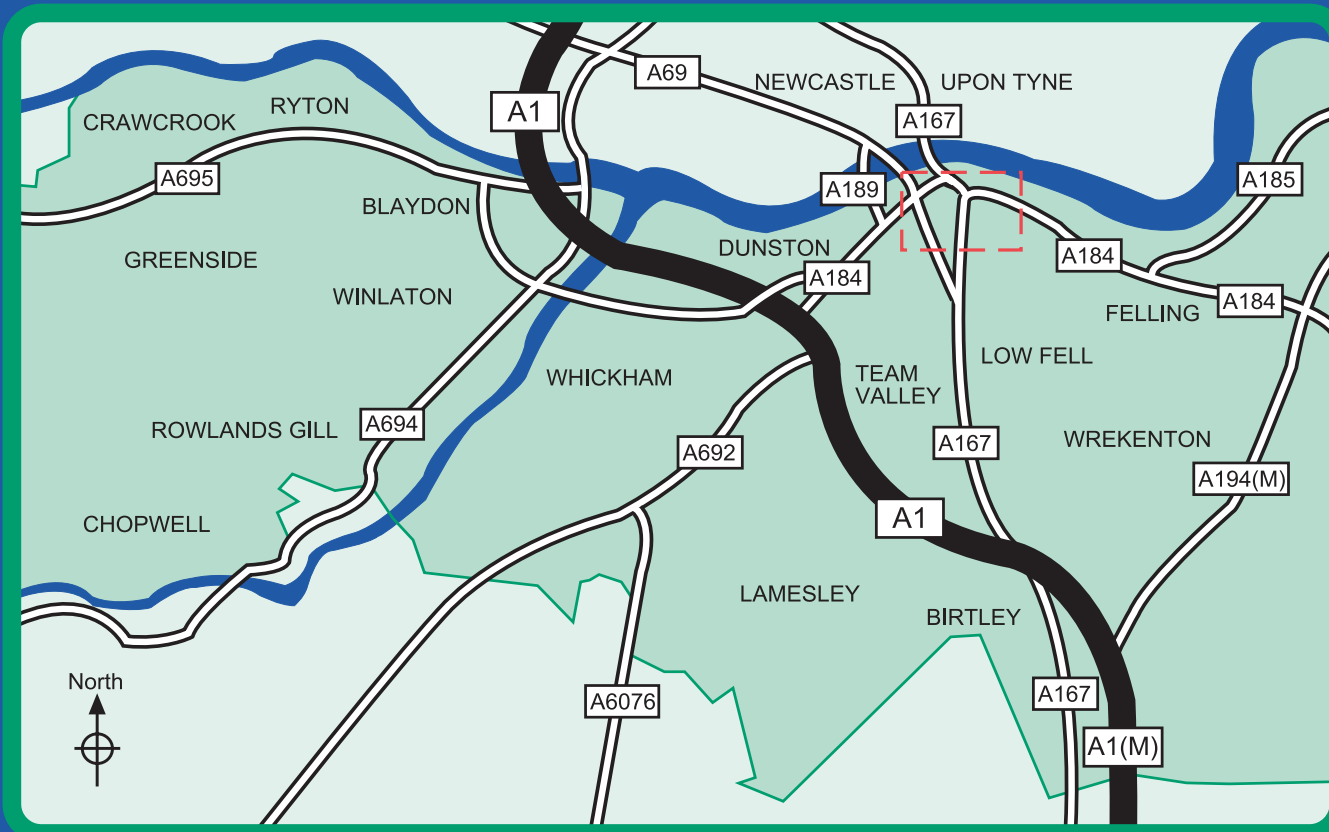 A69
NEWCASTLE
UPON TYNE
RYTON
A1
CRAWCROOK
A167
A695
A189
A185
BLAYDON
DUNSTON
GREENSIDE
A184
A184
WINLATON
A184
FELLING
LOW FELL
WHICKHAM
TEAM
VALLEY
A694
ROWLANDS GILL
A692
A167
WREKENTON
A194(M)
CHOPWELL
A1
LAMESLEY
BIRTLEY
North
A6076
A167
A1(M)